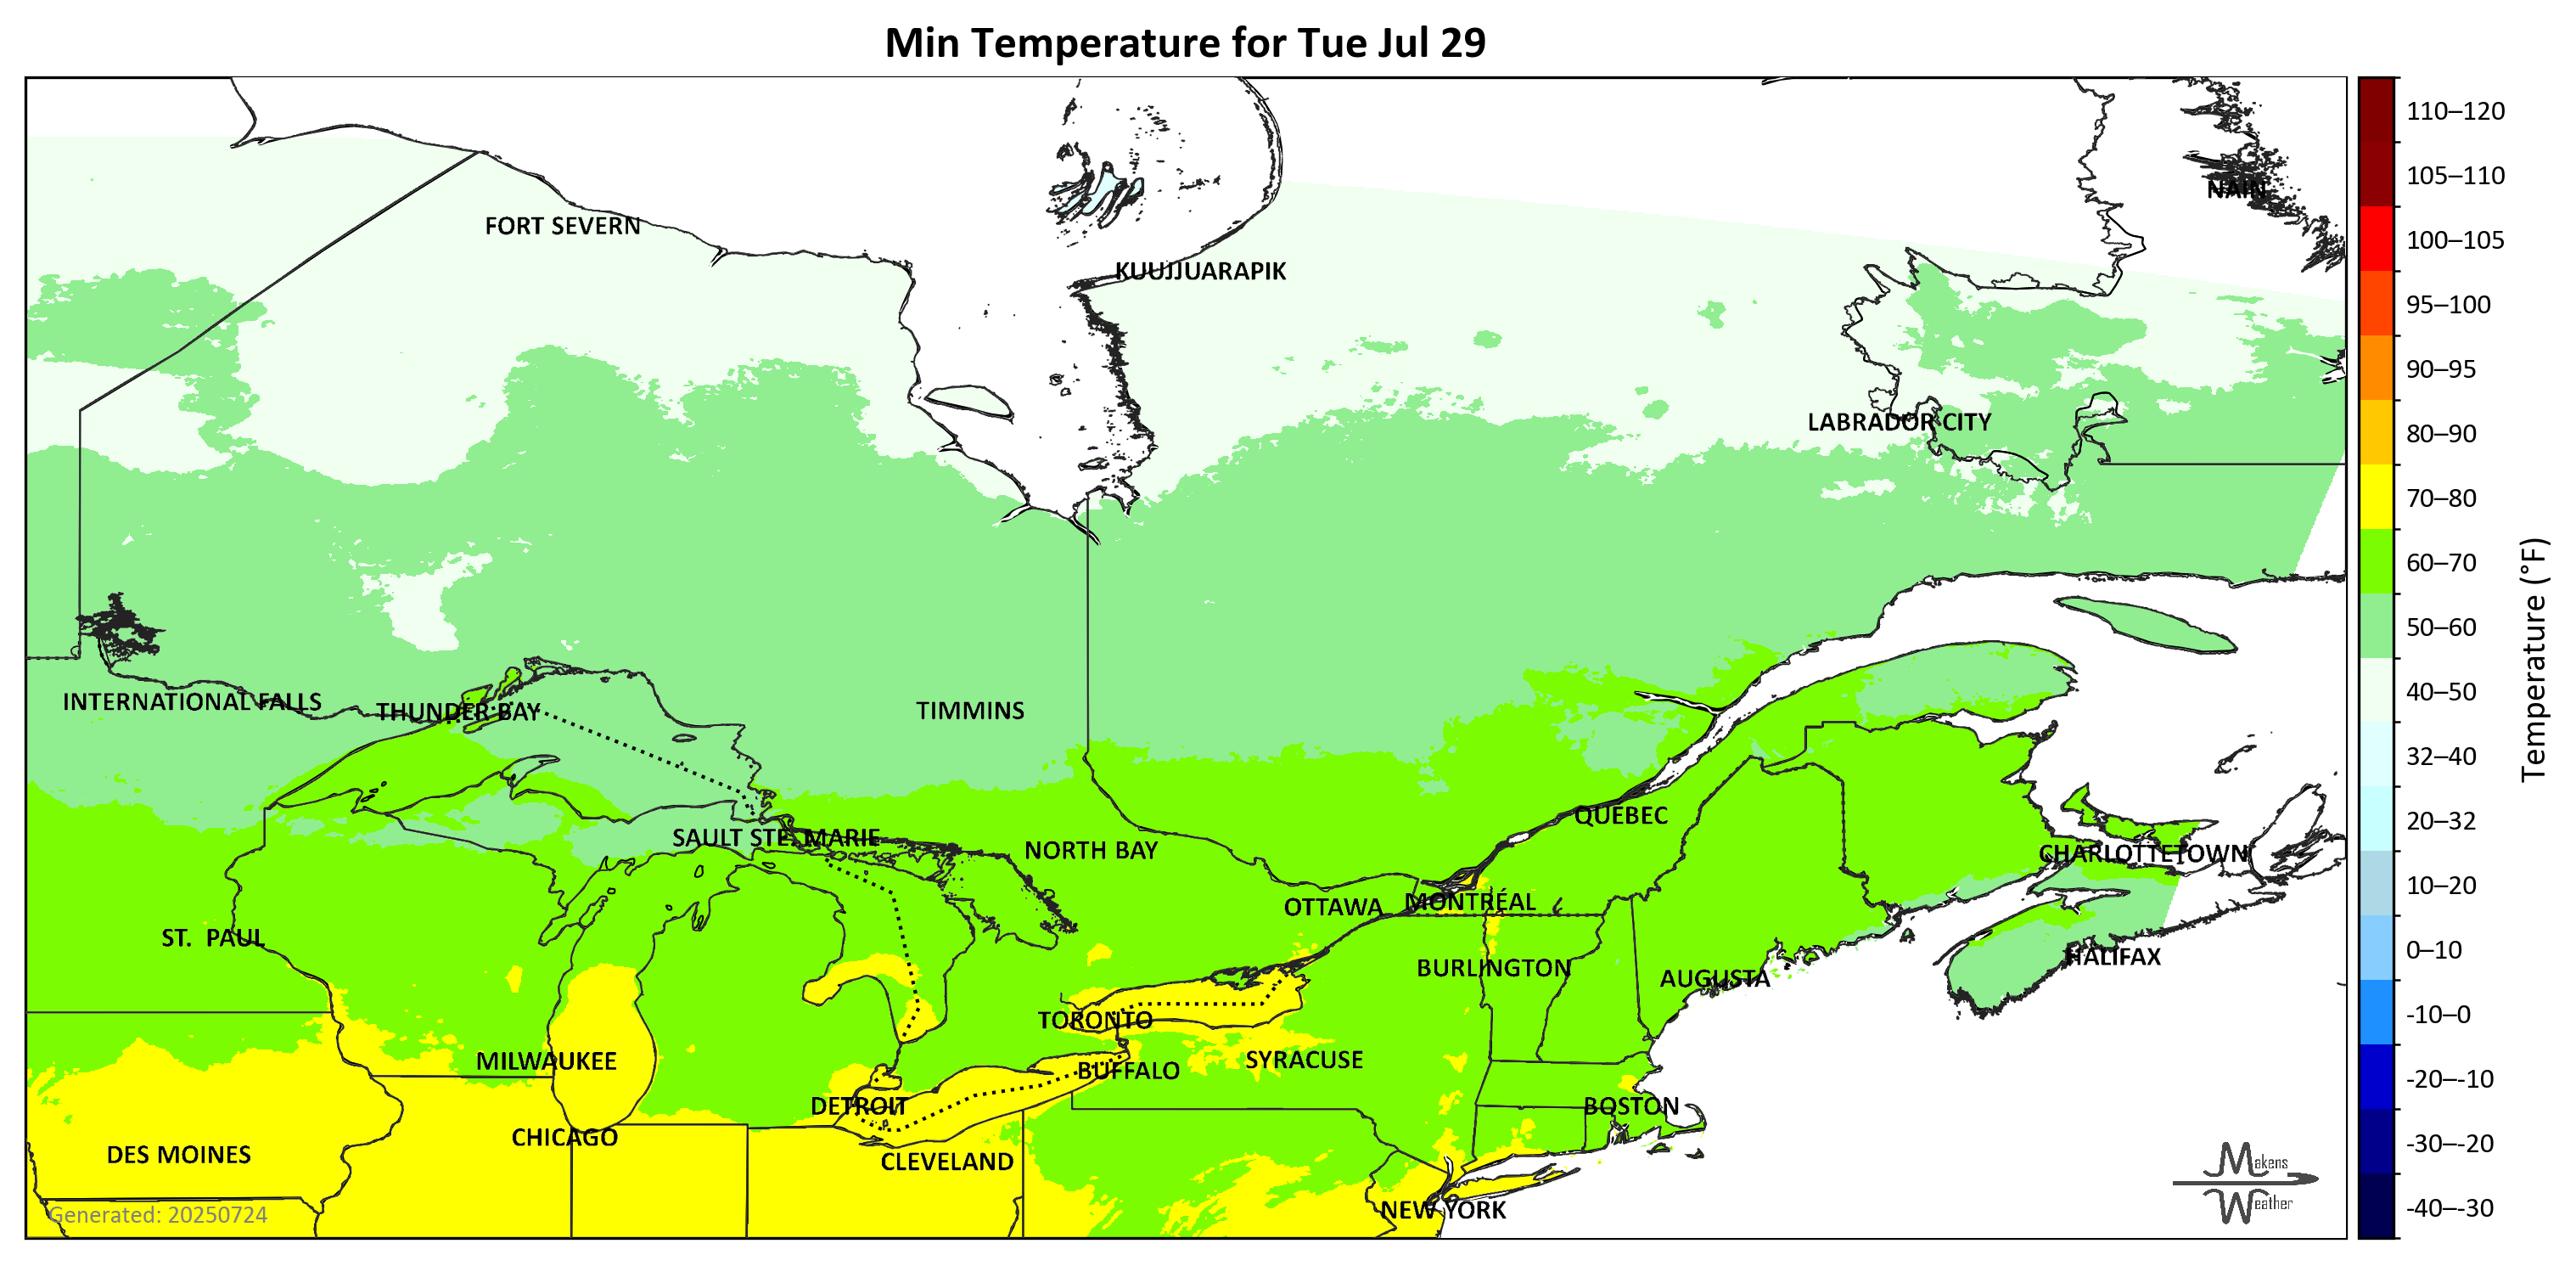 Min Temperature for Tue Jul 29
110–120
105–110
NAIN
100–105
FORT SEVERN
KUUJJUARAPIK
95–100
90–95
LABRADOR CITY
80–90
70–80
60–70
50–60
Temperature (°F)
40–50
INTERNATIONAL FALLS
THUNDER BAY
TIMMINS
32–40
QUÉBEC
20–32
SAULT STE. MARIE
NORTH BAY
CHARLOTTETOWN
10–20
OTTAWA
MONTRÉAL
ST. PAUL
0–10
HALIFAX
BURLINGTON
AUGUSTA
-10–0
TORONTO
MILWAUKEE
SYRACUSE
BUFFALO
-20–-10
DETROIT
BOSTON
CHICAGO
-30–-20
DES MOINES
CLEVELAND
Makens
Weather
NEW YORK
-40–-30
Generated: 20250724